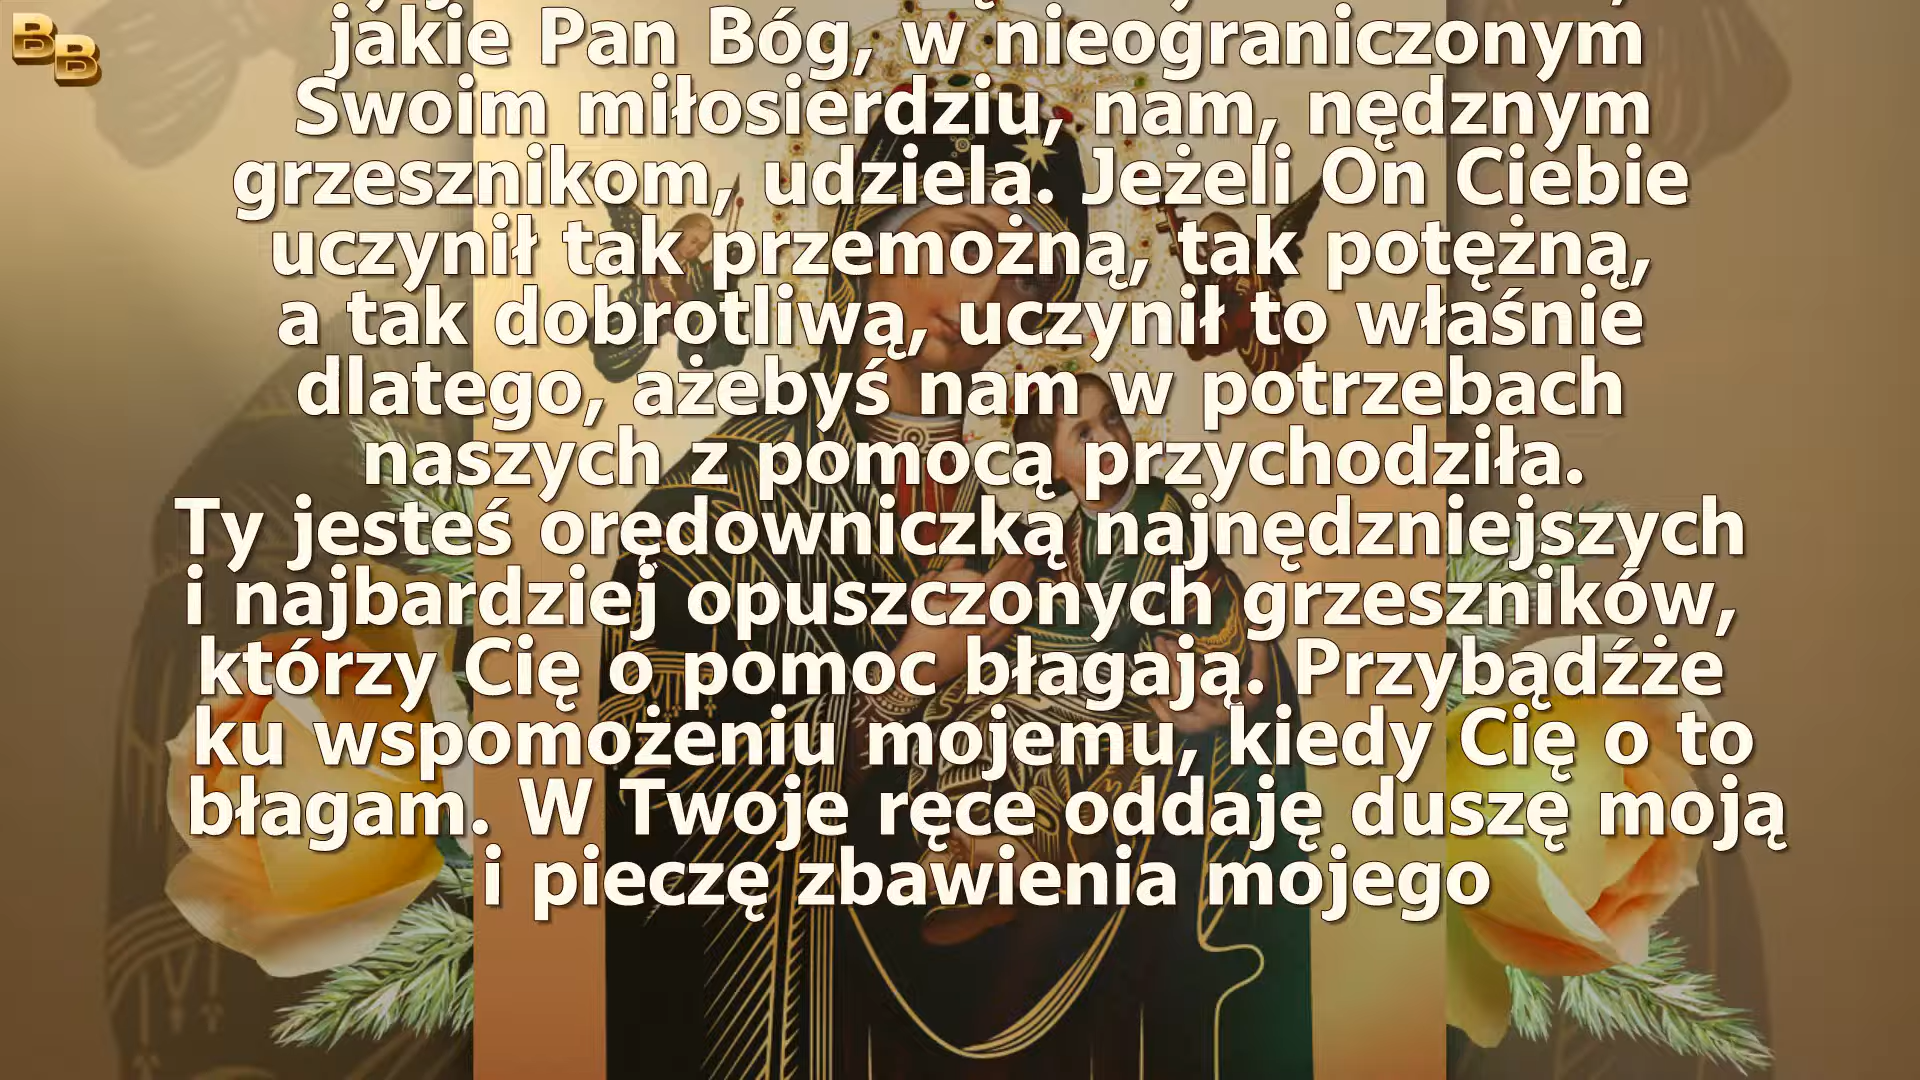 BB
jakie Pan Bóg, w nieograniczonym
Swoim miłosierdziu, nam, nędznym
grzesznikom, udziela. Jeżeli On Ciebie
uczynił tak przemożną, tak potężną,
a tak dobrotliwą, uczynił to właśnie
dlatego, ażebyś nam w potrzebach
naszych z pomocą przychodziła.
Ty jesteś orędowniczką najnędzniejszych
i najbardziej opuszczonych grzeszników,
którzy Cię o pomoc błagają. Przybądźże
ku wspomożeniu mojemu, kiedy Cię o to
błagam. W Twoje ręce oddaję duszę moją
i pieczę zbawienia mojego